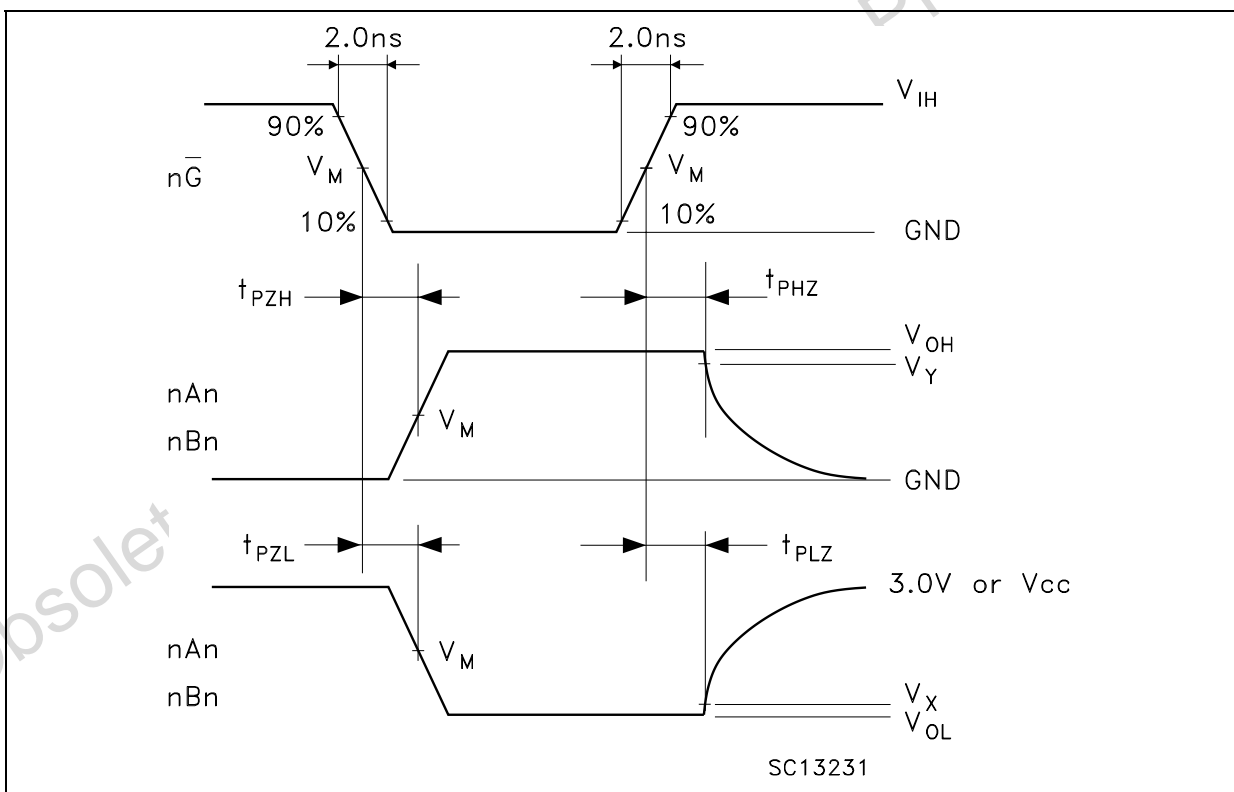 2.0ns 2.0ns
V_IH
90% 90%
V_M V_M
nG̅
10% 10%
GND
t_PZH t_PHZ
V_OH
V_Y
nAn
V_M
nBn
GND
t_PZL t_PLZ
3.0V or Vcc
nAn
V_M
nBn
V_X
V_OL
SC13231